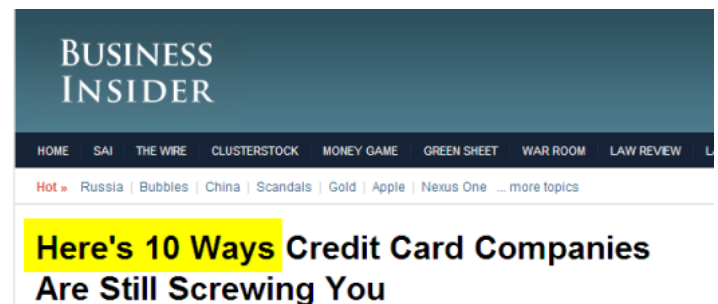 BUSINESS
INSIDER
HOME SAI THE WIRE CLUSTERSTOCK MONEY GAME GREEN SHEET WAR ROOM LAW REVIEW
Hot » Russia | Bubbles | China | Scandals | Gold | Apple | Nexus One ... more topics
Here's 10 Ways Credit Card Companies
Are Still Screwing You